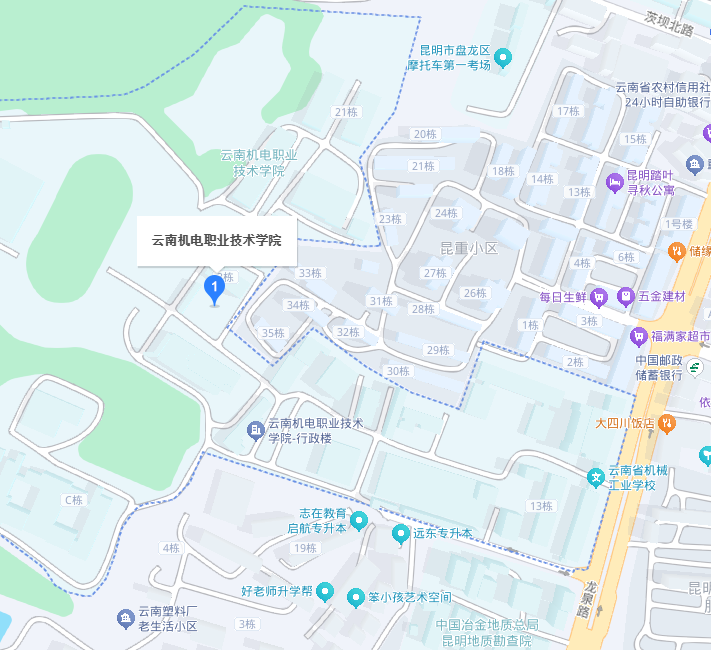 茨坝北路
昆明市盘龙区
摩托车第一考场
云南省农村信用社
24小时自助银行
17栋
21栋
20栋
15栋
云南机电职业
技术学院
21栋
18栋
14栋
13栋
昆明踏叶
寻秋公寓
23栋
24栋
1号楼
云南机电职业技术学院
昆重小区
储缘
6栋
4栋
栋
33栋
27栋
1
34栋
31栋
26栋
每日生鲜
五金建材
28栋
1栋
3栋
35栋
32栋
福满家超市
29栋
2栋
中国邮政
储蓄银行
30栋
依
云南机电职业技术
学院-行政楼
大四川饭店
云南省机械
工业学校
C栋
13栋
志在教育
启航专升本
远东专升本
4栋
19栋
好老师升学帮
笨小孩艺术空间
龙泉路
昆明
云南塑料厂
老生活小区
3栋
中国冶金地质总局
昆明地质勘查院